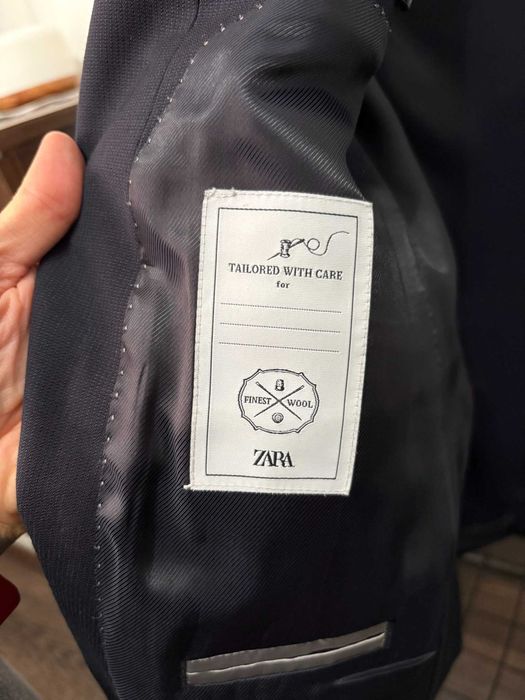 TAILORED WITH CARE
for
FINEST WOOL
ZARA